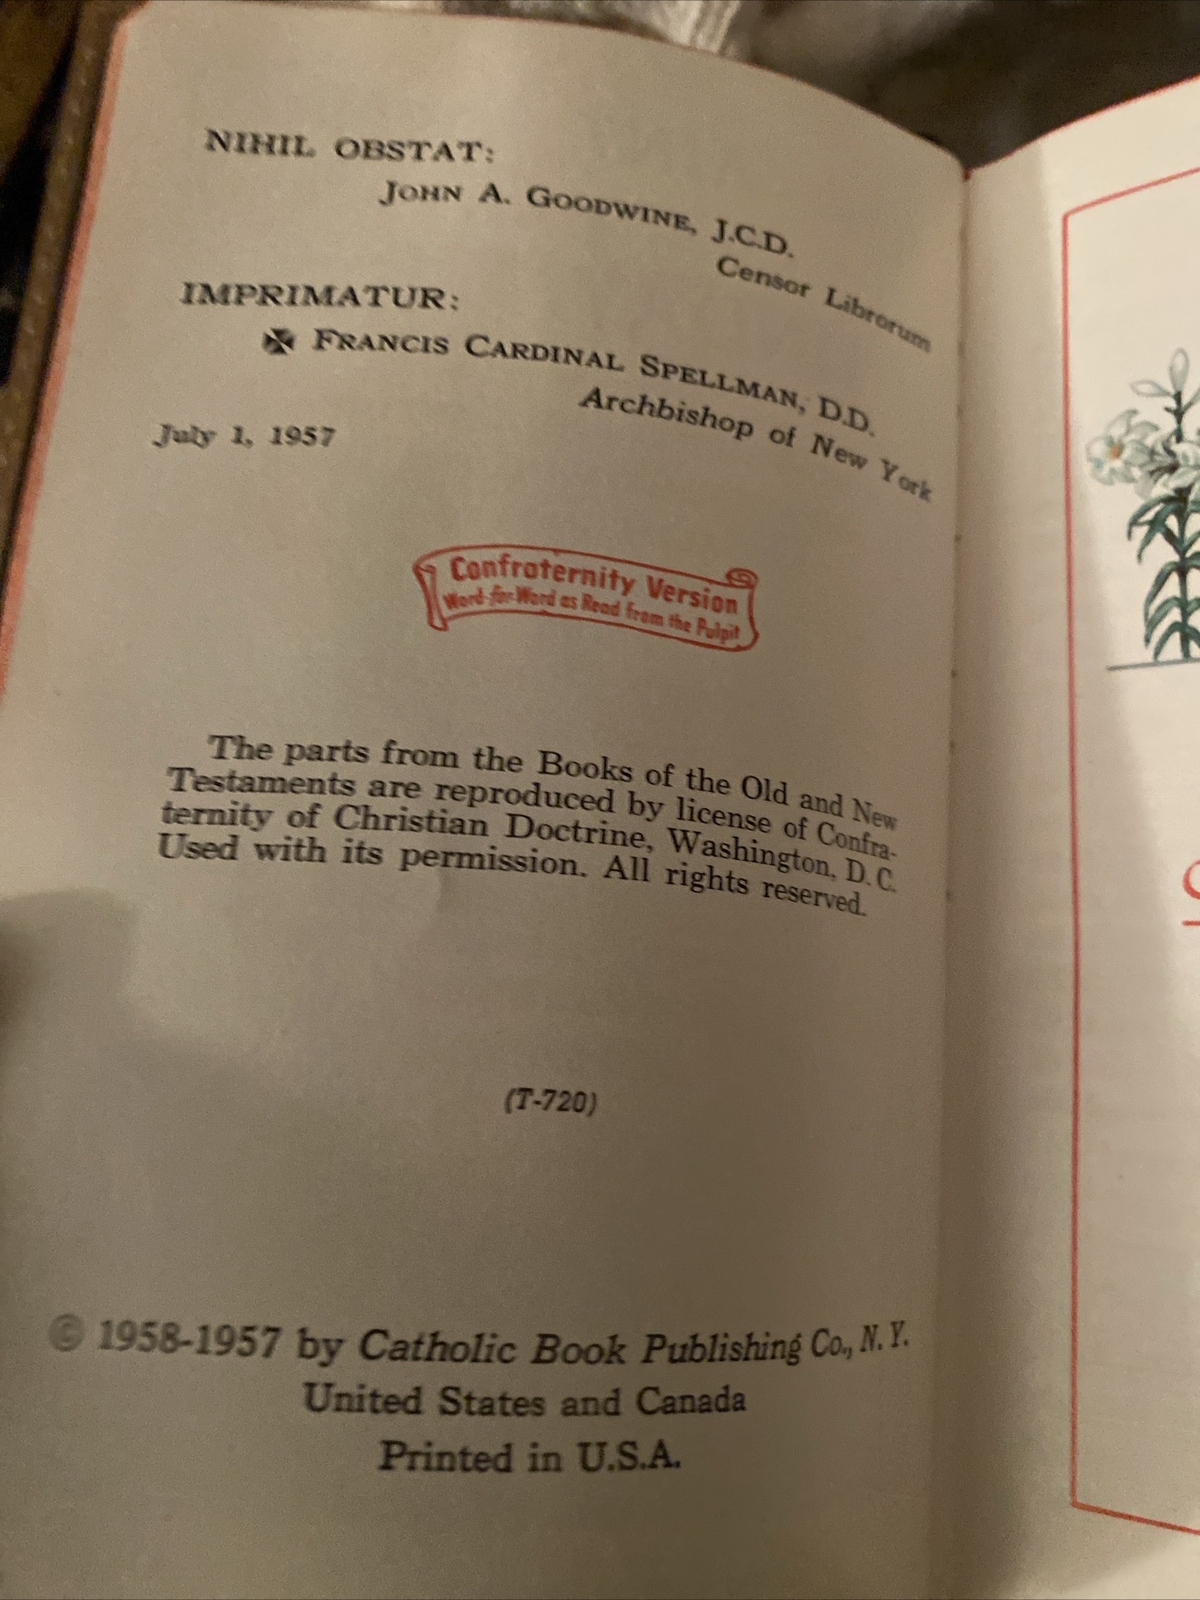 NIHIL OBSTAT:
JOHN A. GOODWINE, J.C.D.
Censor Librorum
IMPRIMATUR:
✠ FRANCIS CARDINAL SPELLMAN, D.D.
Archbishop of New York
July 1, 1957
Confraternity Version
Word-for-Word as Read from the Pulpit
The parts from the Books of the Old and New
Testaments are reproduced by license of Confra-
ternity of Christian Doctrine, Washington, D. C.
Used with its permission. All rights reserved.
(T-720)
© 1958-1957 by Catholic Book Publishing Co., N. Y.
United States and Canada
Printed in U.S.A.